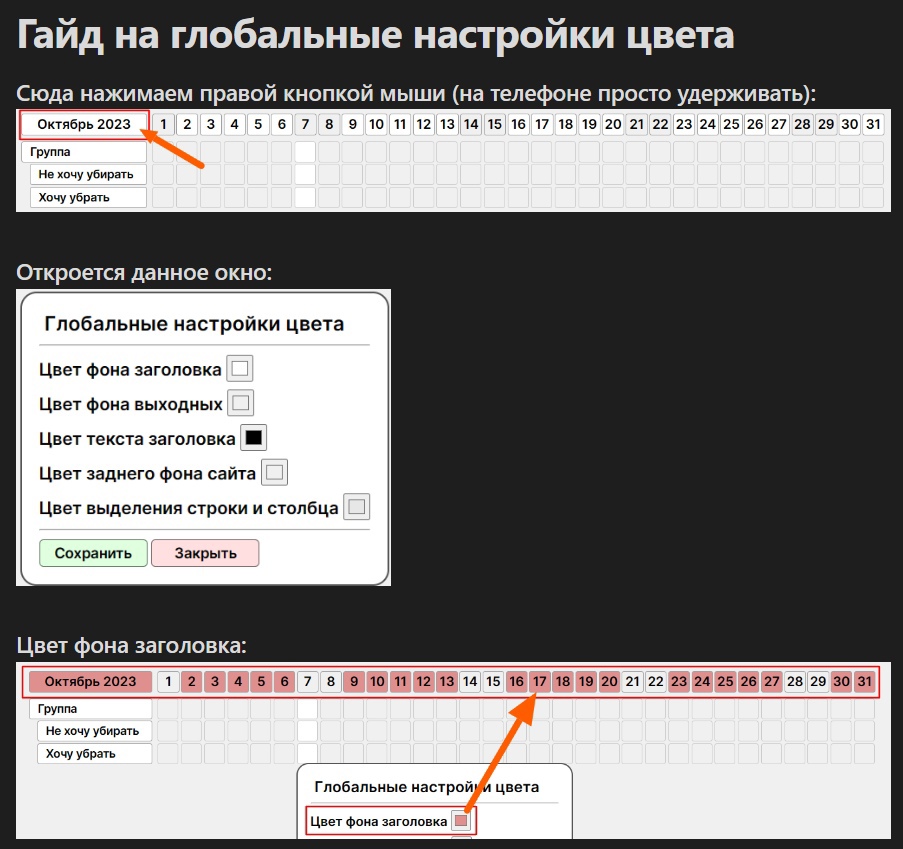 Гайд на глобальные настройки цвета
Сюда нажимаем правой кнопкой мыши (на телефоне просто удерживать):
Октябрь 2023 1 2 3 4 5 6 7 8 9 10 11 12 13 14 15 16 17 18 19 20 21 22 23 24 25 26 27 28 29 30 31
Группа
Не хочу убирать
Хочу убрать
Откроется данное окно:
Глобальные настройки цвета
Цвет фона заголовка
Цвет фона выходных
Цвет текста заголовка
Цвет заднего фона сайта
Цвет выделения строки и столбца
Сохранить Закрыть
Цвет фона заголовка:
Октябрь 2023 1 2 3 4 5 6 7 8 9 10 11 12 13 14 15 16 17 18 19 20 21 22 23 24 25 26 27 28 29 30 31
Группа
Не хочу убирать
Хочу убрать
Глобальные настройки цвета
Цвет фона заголовка